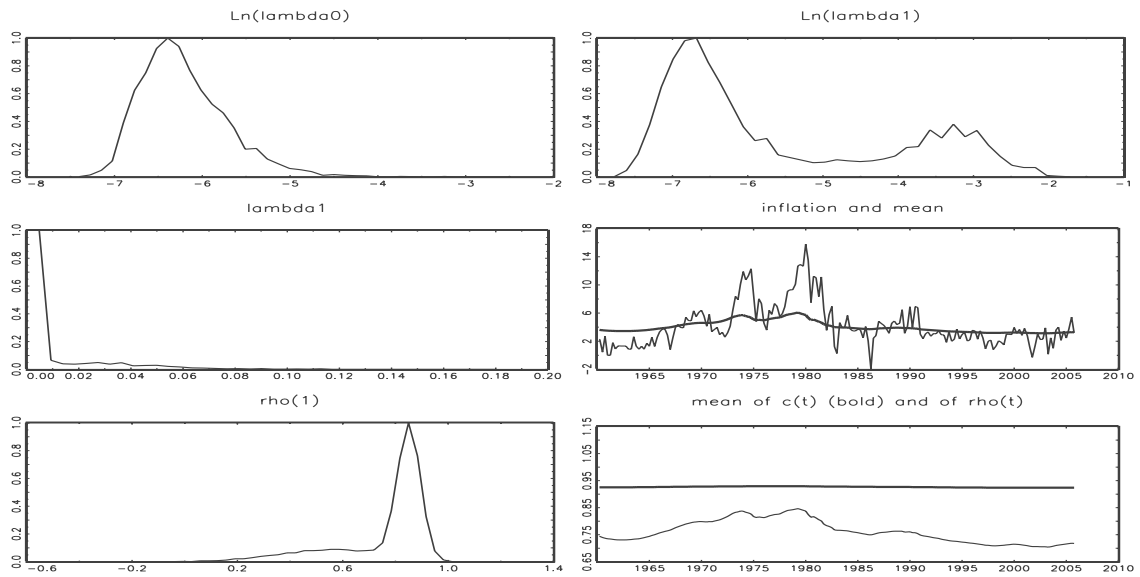 Ln(lambda0)
Ln(lambda1)
0.0 0.2 0.4 0.6 0.8 1.0
-8 -7 -6 -5 -4 -3 -2
0.0 0.2 0.4 0.6 0.8 1.0
-8 -7 -6 -5 -4 -3 -2 -1
lambda1
inflation and mean
0.0 0.2 0.4 0.6 0.8 1.0
0.00 0.02 0.04 0.06 0.08 0.10 0.12 0.14 0.16 0.18 0.20
-2 2 6 10 14 18
1965 1970 1975 1980 1985 1990 1995 2000 2005 2010
rho(1)
mean of c(t) (bold) and of rho(t)
0.0 0.2 0.4 0.6 0.8 1.0
-0.6 -0.2 0.2 0.6 1.0 1.4
0.65 0.75 0.85 0.95 1.05 1.15
1965 1970 1975 1980 1985 1990 1995 2000 2005 2010